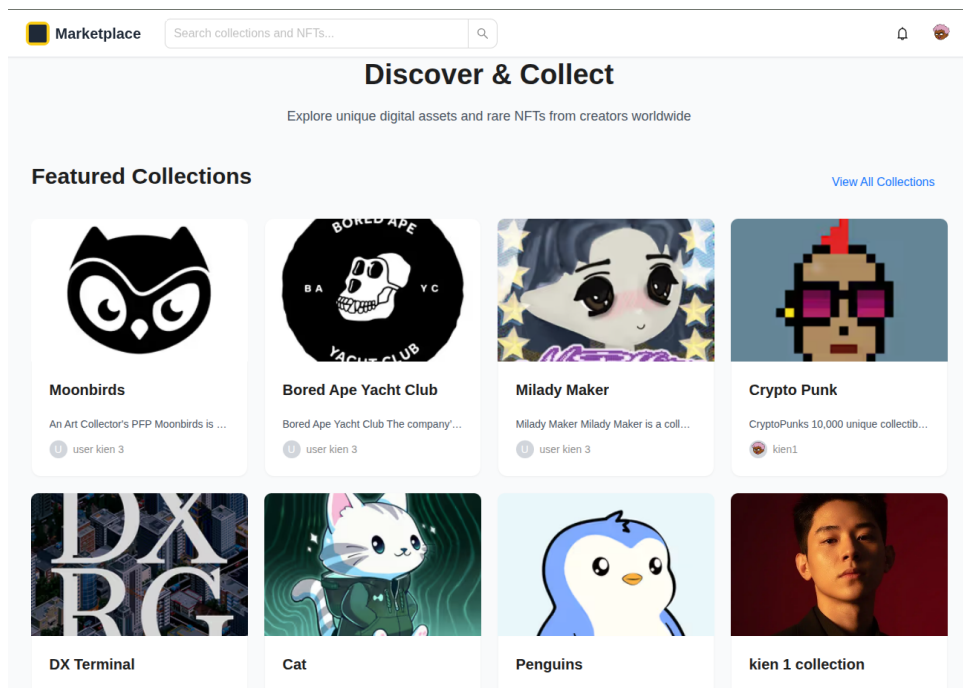 Marketplace
Search collections and NFTs...
Discover & Collect
Explore unique digital assets and rare NFTs from creators worldwide
Featured Collections
View All Collections
BORED APE
BA YC
YACHT CLUB
Moonbirds
Bored Ape Yacht Club
Milady Maker
Crypto Punk
An Art Collector's PFP Moonbirds is ...
Bored Ape Yacht Club The company'...
Milady Maker Milady Maker is a coll...
CryptoPunks 10,000 unique collectib...
U user kien 3
U user kien 3
U user kien 3
kien1
DX
RG
DX Terminal
Cat
Penguins
kien 1 collection